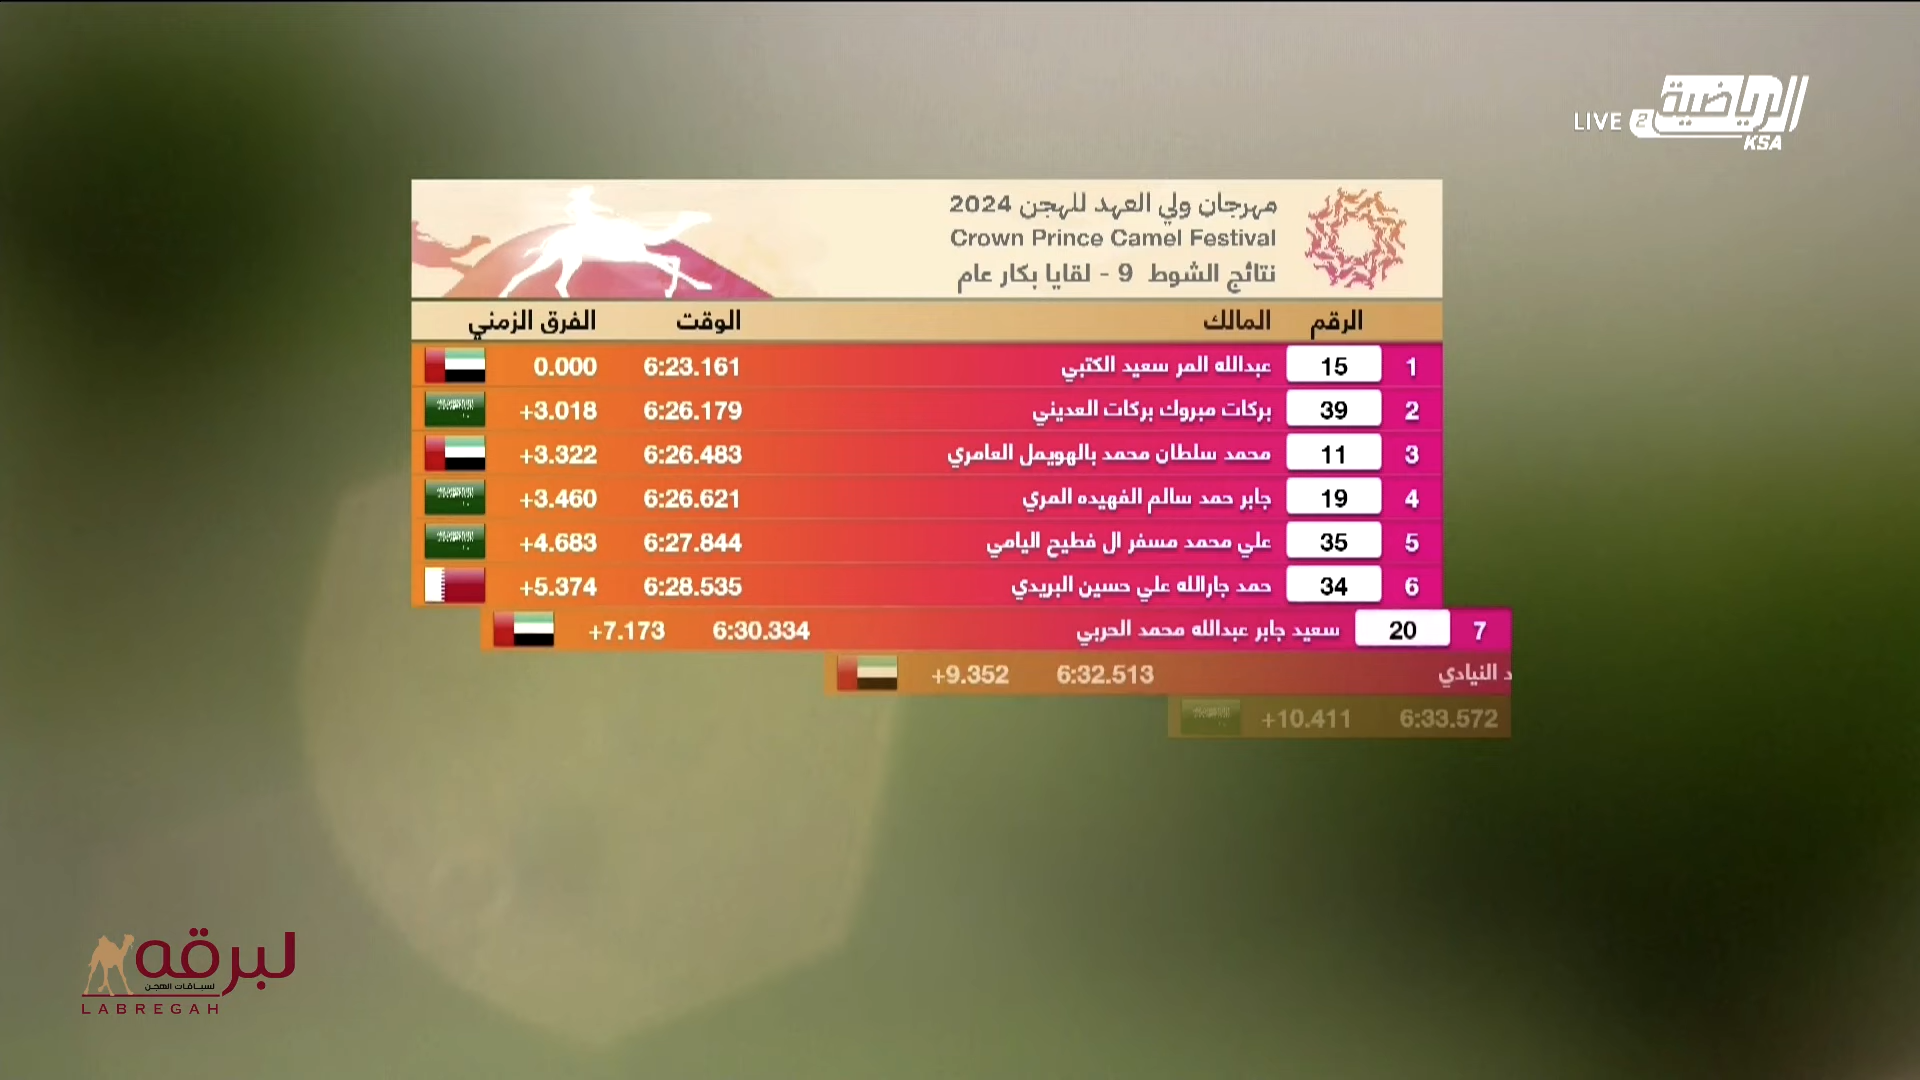 LIVE 2 الرياضية
KSA
مهرجان ولي العهد للهجن 2024
Crown Prince Camel Festival
نتائج الشوط 9 - لقايا بكار عام
الرقم المالك الوقت الفرق الزمني
1 15 عبدالله المر سعيد الكتبي 6:23.161 0.000
2 39 بركات مبروك بركات العديني 6:26.179 +3.018
3 11 محمد سلطان محمد بالهويمل العامري 6:26.483 +3.322
4 19 جابر حمد سالم الفهيده المري 6:26.621 +3.460
5 35 علي محمد مسفر ال فطيح اليامي 6:27.844 +4.683
6 34 حمد جارالله علي حسين البريدي 6:28.535 +5.374
7 20 سعيد جابر عبدالله محمد الحربي 6:30.334 +7.173
د النيادي 6:32.513 +9.352
6:33.572 +10.411
لبرقه
لسباقات الهجن
LABREGAH